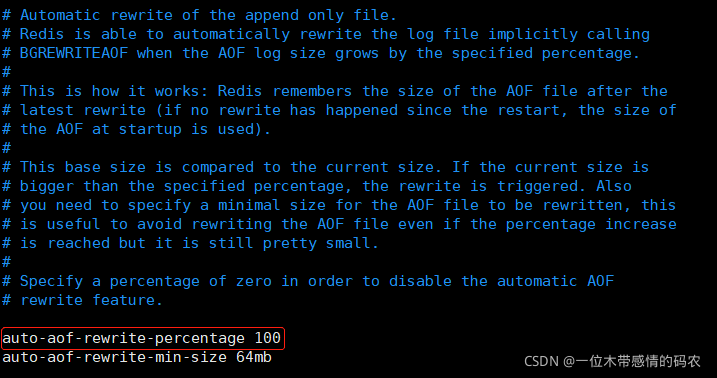 # Automatic rewrite of the append only file.
# Redis is able to automatically rewrite the log file implicitly calling
# BGREWRITEAOF when the AOF log size grows by the specified percentage.
#
# This is how it works: Redis remembers the size of the AOF file after the
# latest rewrite (if no rewrite has happened since the restart, the size of
# the AOF at startup is used).
#
# This base size is compared to the current size. If the current size is
# bigger than the specified percentage, the rewrite is triggered. Also
# you need to specify a minimal size for the AOF file to be rewritten, this
# is useful to avoid rewriting the AOF file even if the percentage increase
# is reached but it is still pretty small.
#
# Specify a percentage of zero in order to disable the automatic AOF
# rewrite feature.
auto-aof-rewrite-percentage 100
auto-aof-rewrite-min-size 64mb
CSDN @一位木带感情的码农